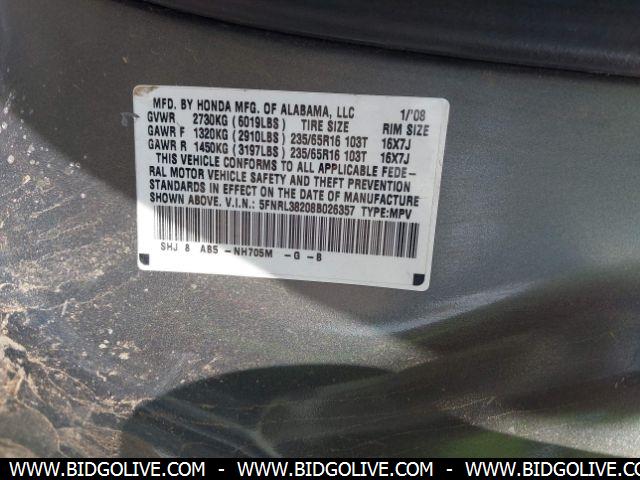 MFD. BY HONDA MFG. OF ALABAMA, LLC 1/'08
GVWR 2730KG (6019LBS) TIRE SIZE RIM SIZE
GAWR F 1320KG (2910LBS) 235/65R16 103T 16X7J
GAWR R 1450KG (3197LBS) 235/65R16 103T 16X7J
THIS VEHICLE CONFORMS TO ALL APPLICABLE FEDE-
RAL MOTOR VEHICLE SAFETY AND THEFT PREVENTION
STANDARDS IN EFFECT ON THE DATE OF MANUFACTURE
SHOWN ABOVE. V.I.N.: 5FNRL38208B026357 TYPE:MPV
SHJ 8 AB5 -NH705M -G -B
WWW.BIDGOLIVE.COM - WWW.BIDGOLIVE.COM - WWW.BIDGOLIVE.COM